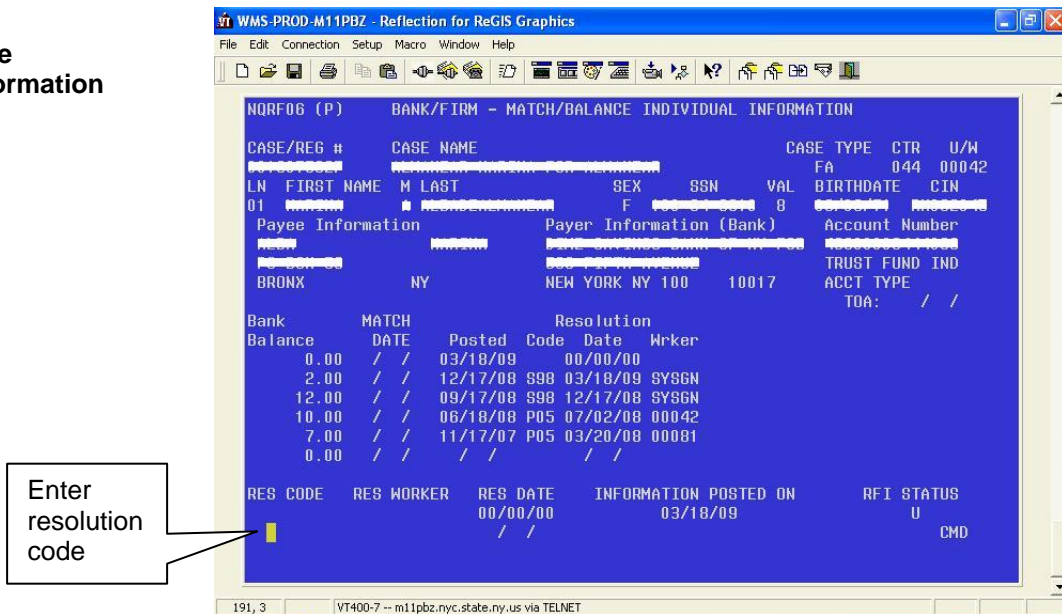 WMS-PROD-M11PBZ - Reflection for ReGIS Graphics
File Edit Connection Setup Macro Window Help
e
ormation
NQRF06 (P) BANK/FIRM - MATCH/BALANCE INDIVIDUAL INFORMATION
CASE/REG # CASE NAME CASE TYPE CTR U/W
FA 044 00042
LN FIRST NAME M LAST SEX SSN VAL BIRTHDATE CIN
01 F 8
Payee Information Payer Information (Bank) Account Number
TRUST FUND IND
BRONX NY NEW YORK NY 100 10017 ACCT TYPE
TOA: / /
Bank MATCH Resolution
Balance DATE Posted Code Date Wrker
0.00 / / 03/18/09 00/00/00
2.00 / / 12/17/08 S98 03/18/09 SYSGN
12.00 / / 09/17/08 S98 12/17/08 SYSGN
10.00 / / 06/18/08 P05 07/02/08 00042
7.00 / / 11/17/07 P05 03/20/08 00081
0.00 / / / / / /
RES CODE RES WORKER RES DATE INFORMATION POSTED ON RFI STATUS
00/00/00 03/18/09 U
/ / CMD
Enter
resolution
code
191, 3 VT400-7 -- m11pbz.nyc.state.ny.us via TELNET